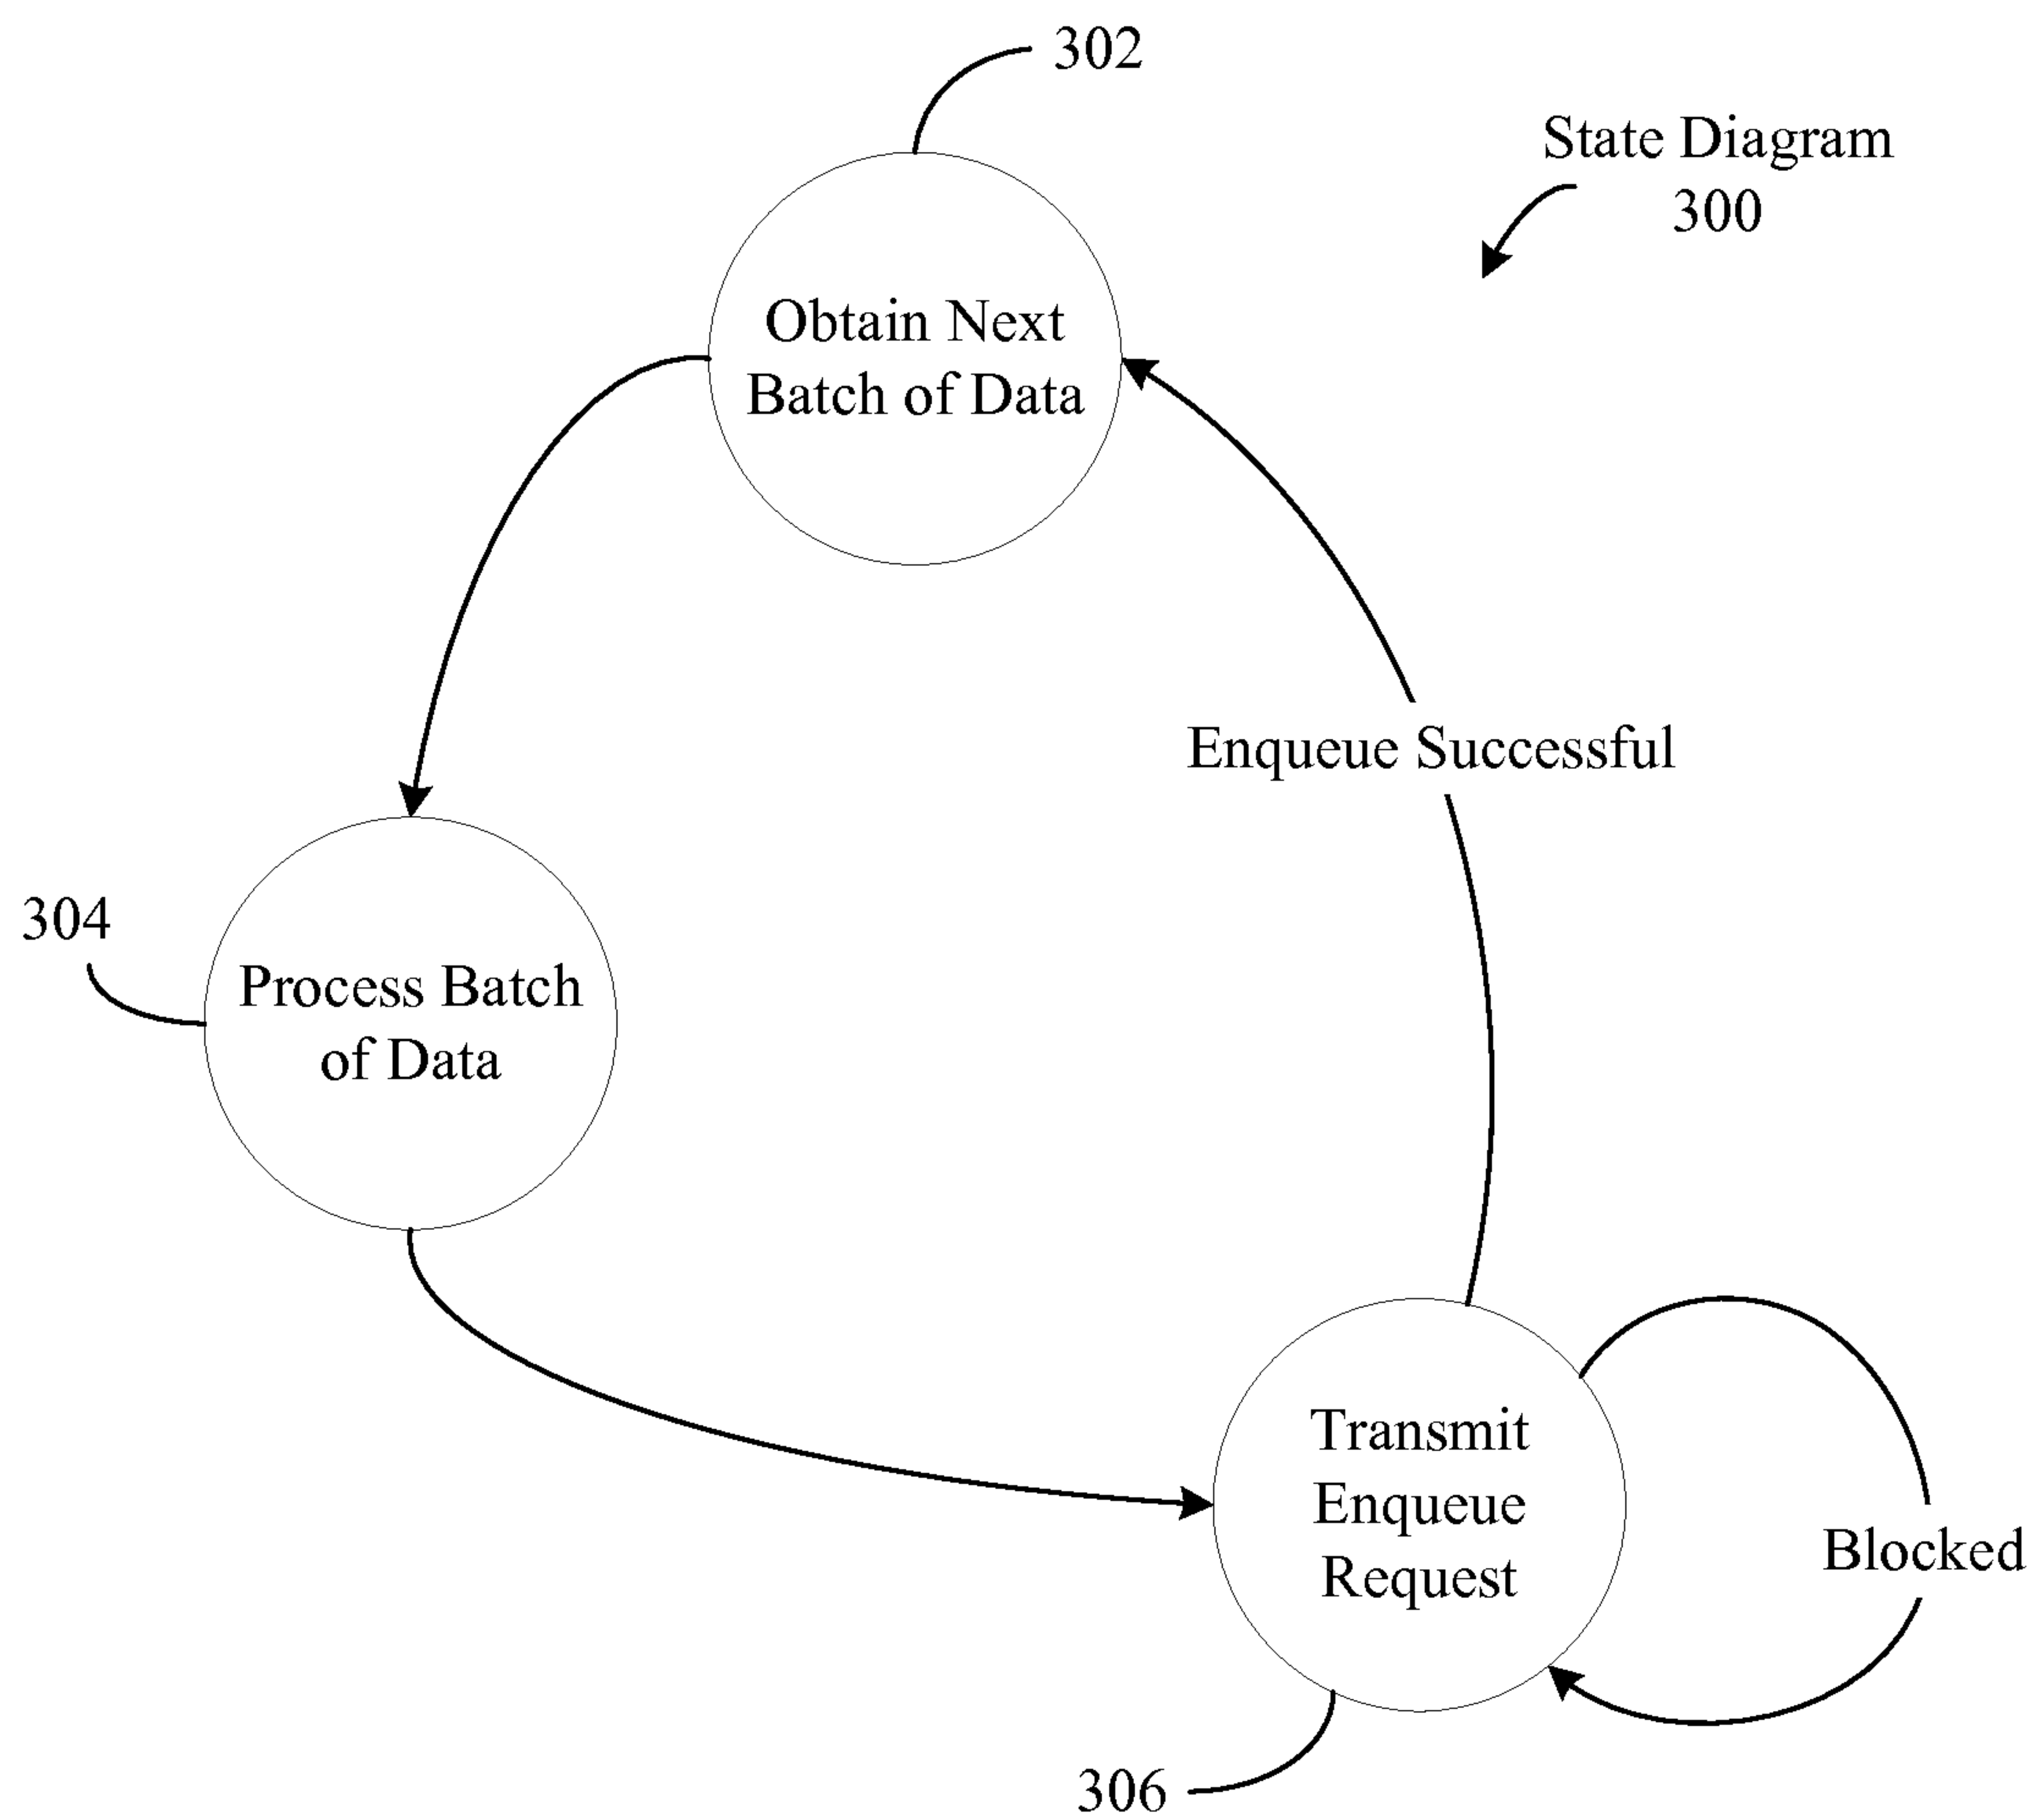 302
State Diagram
300
Obtain Next
Batch of Data
Enqueue Successful
304
Process Batch
of Data
Transmit
Enqueue
Request
Blocked
306